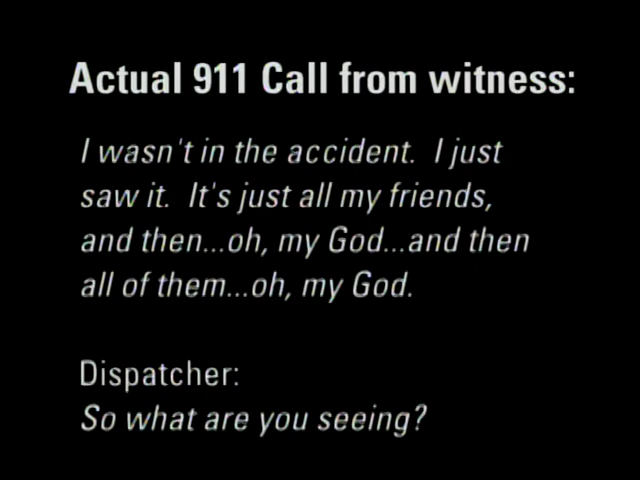 Actual 911 Call from witness:
I wasn't in the accident. I just
saw it. It's just all my friends,
and then...oh, my God...and then
all of them...oh, my God.
Dispatcher:
So what are you seeing?